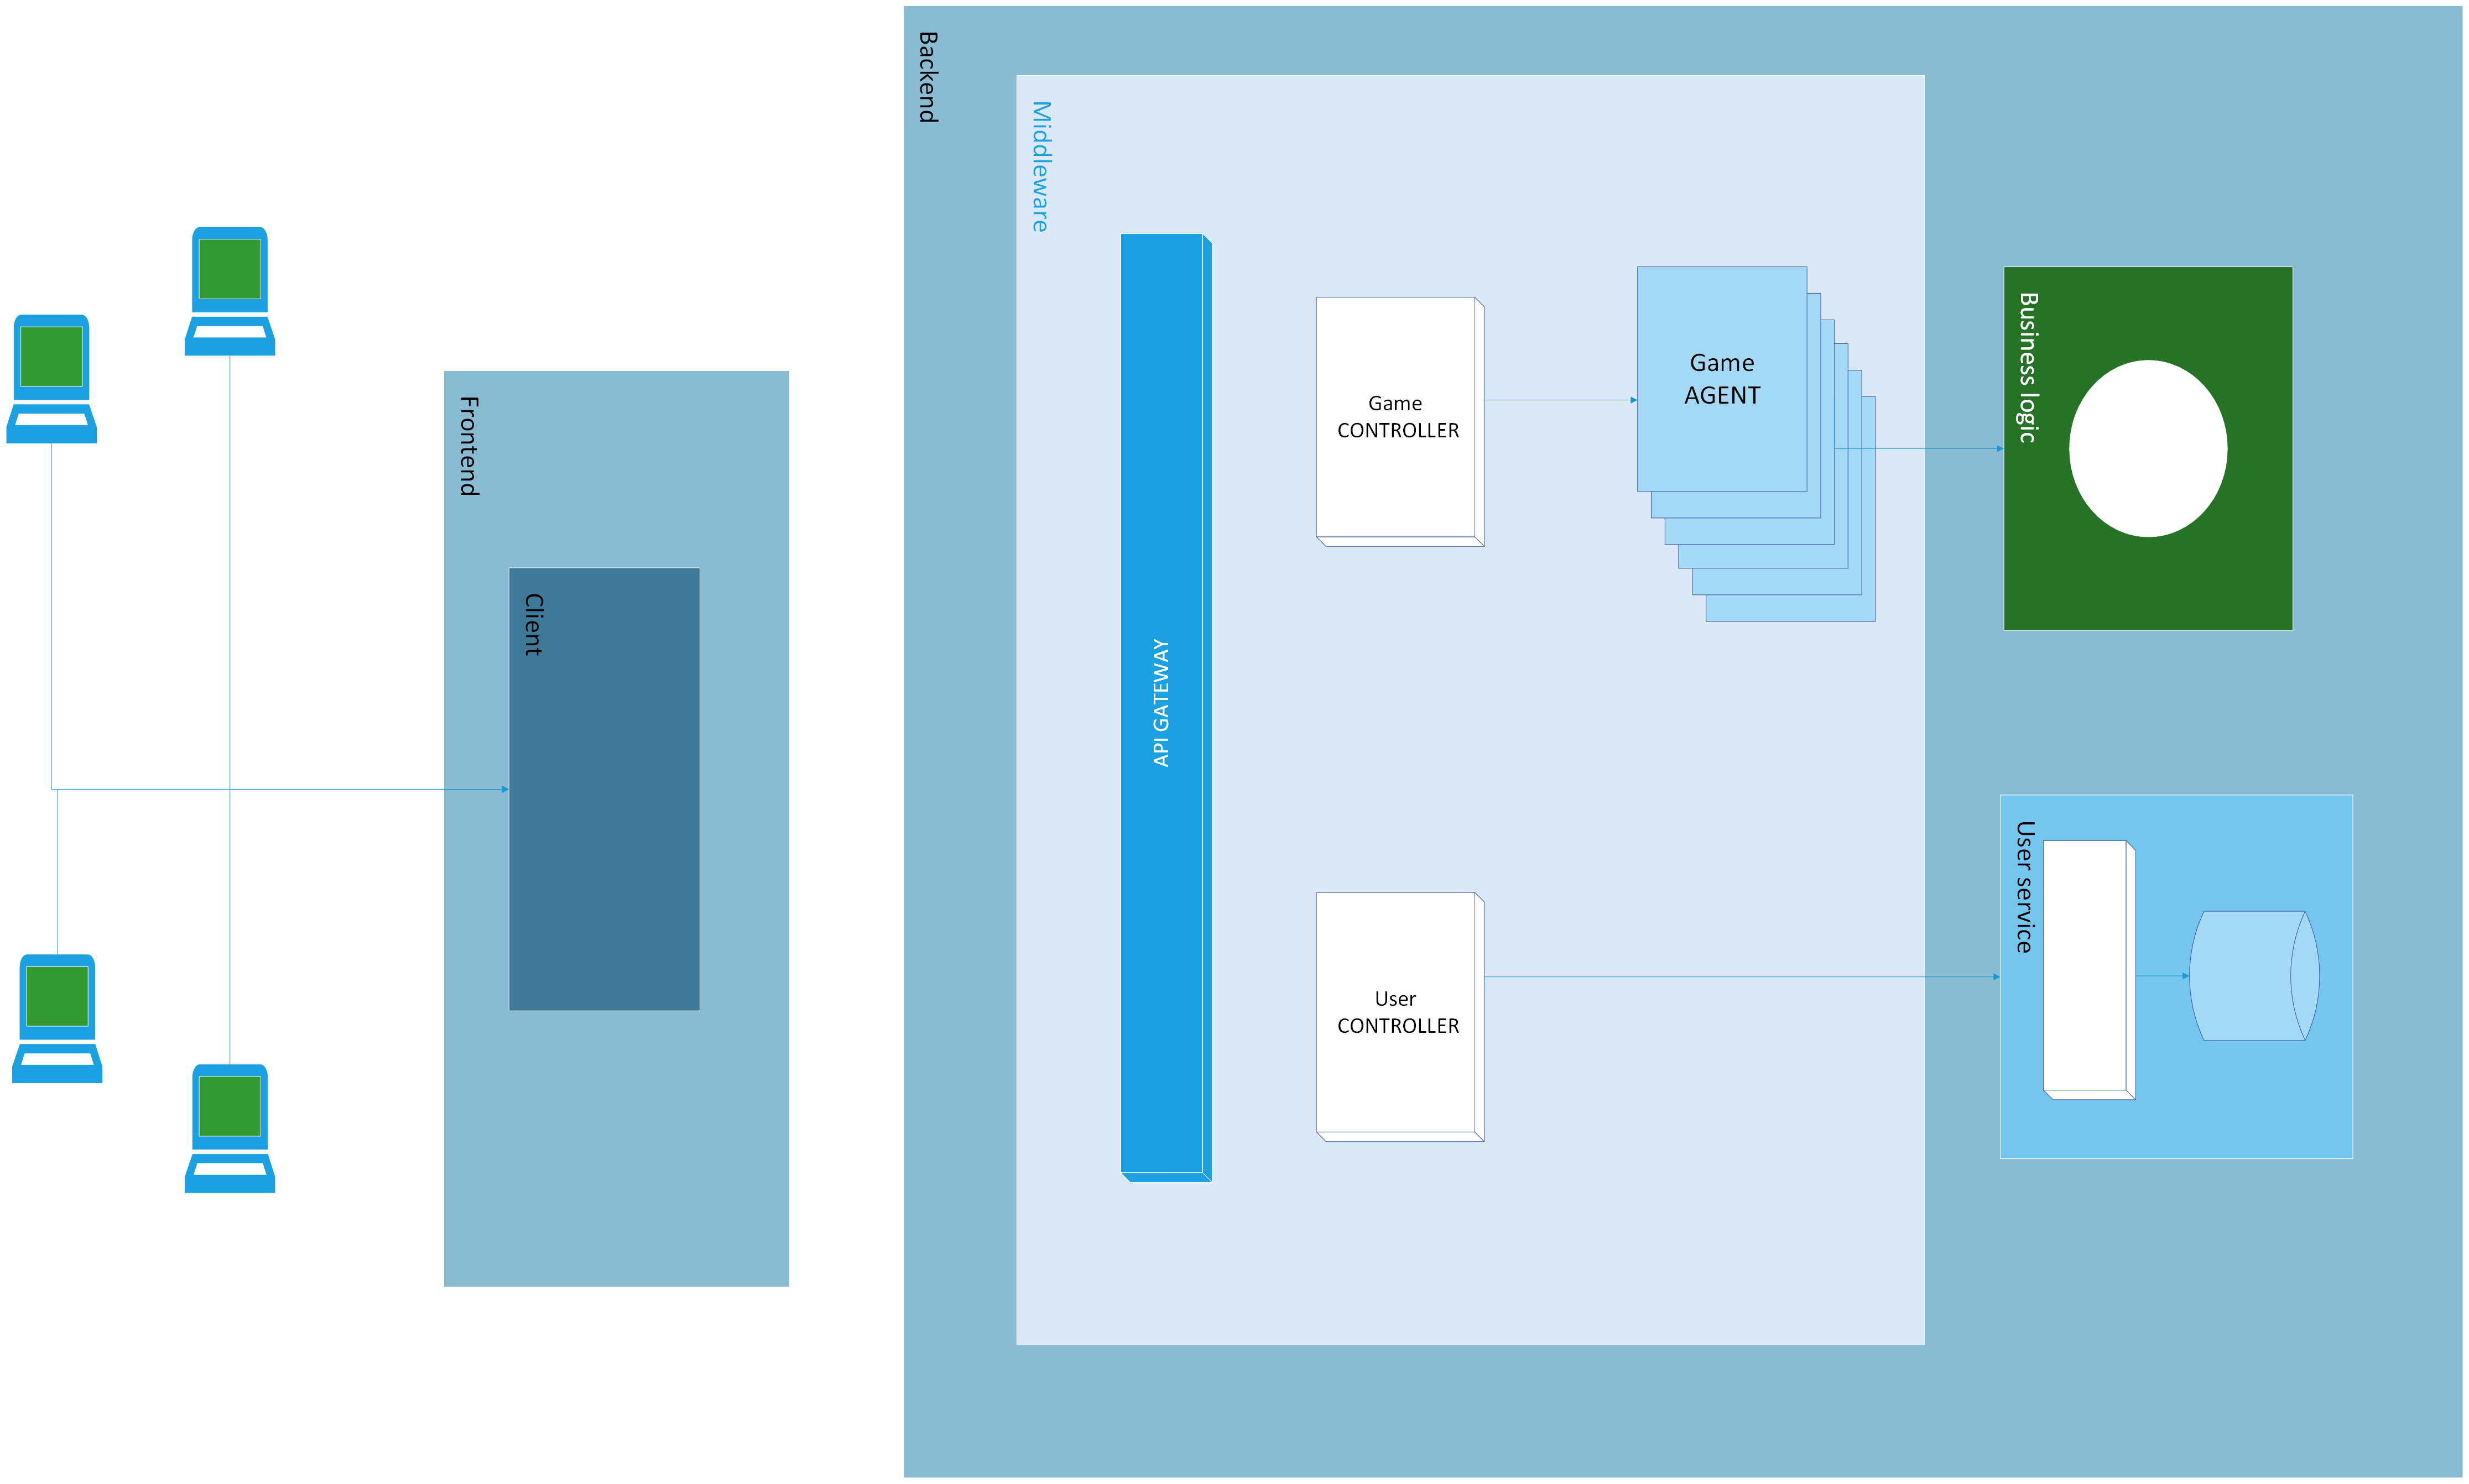 Backend
Middleware
Frontend
Client
API GATEWAY
Game
CONTROLLER
Game
AGENT
Business logic
User
CONTROLLER
User service